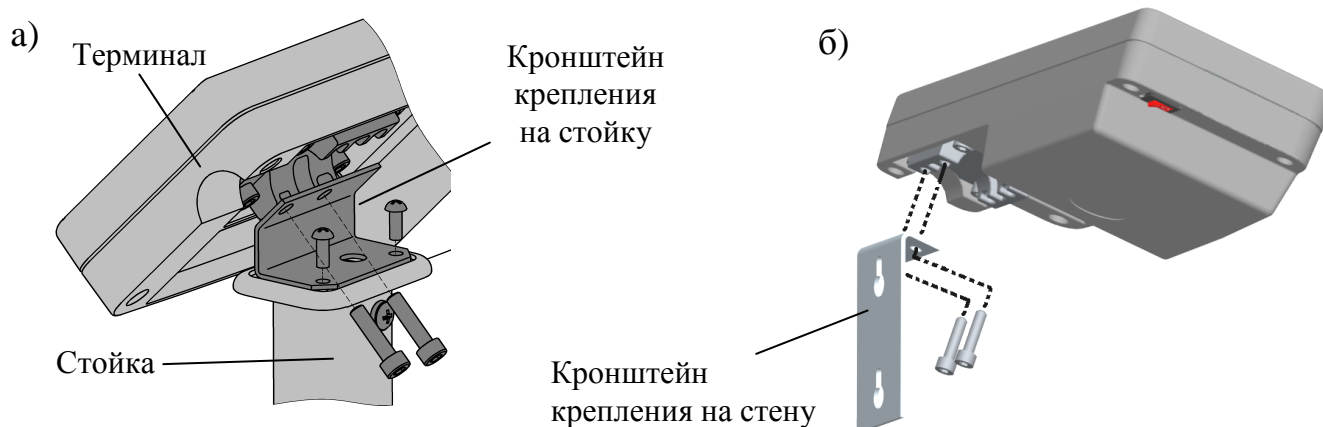 а)
Терминал
Кронштейн
крепления
на стойку
Стойка
б)
Кронштейн
крепления на стену